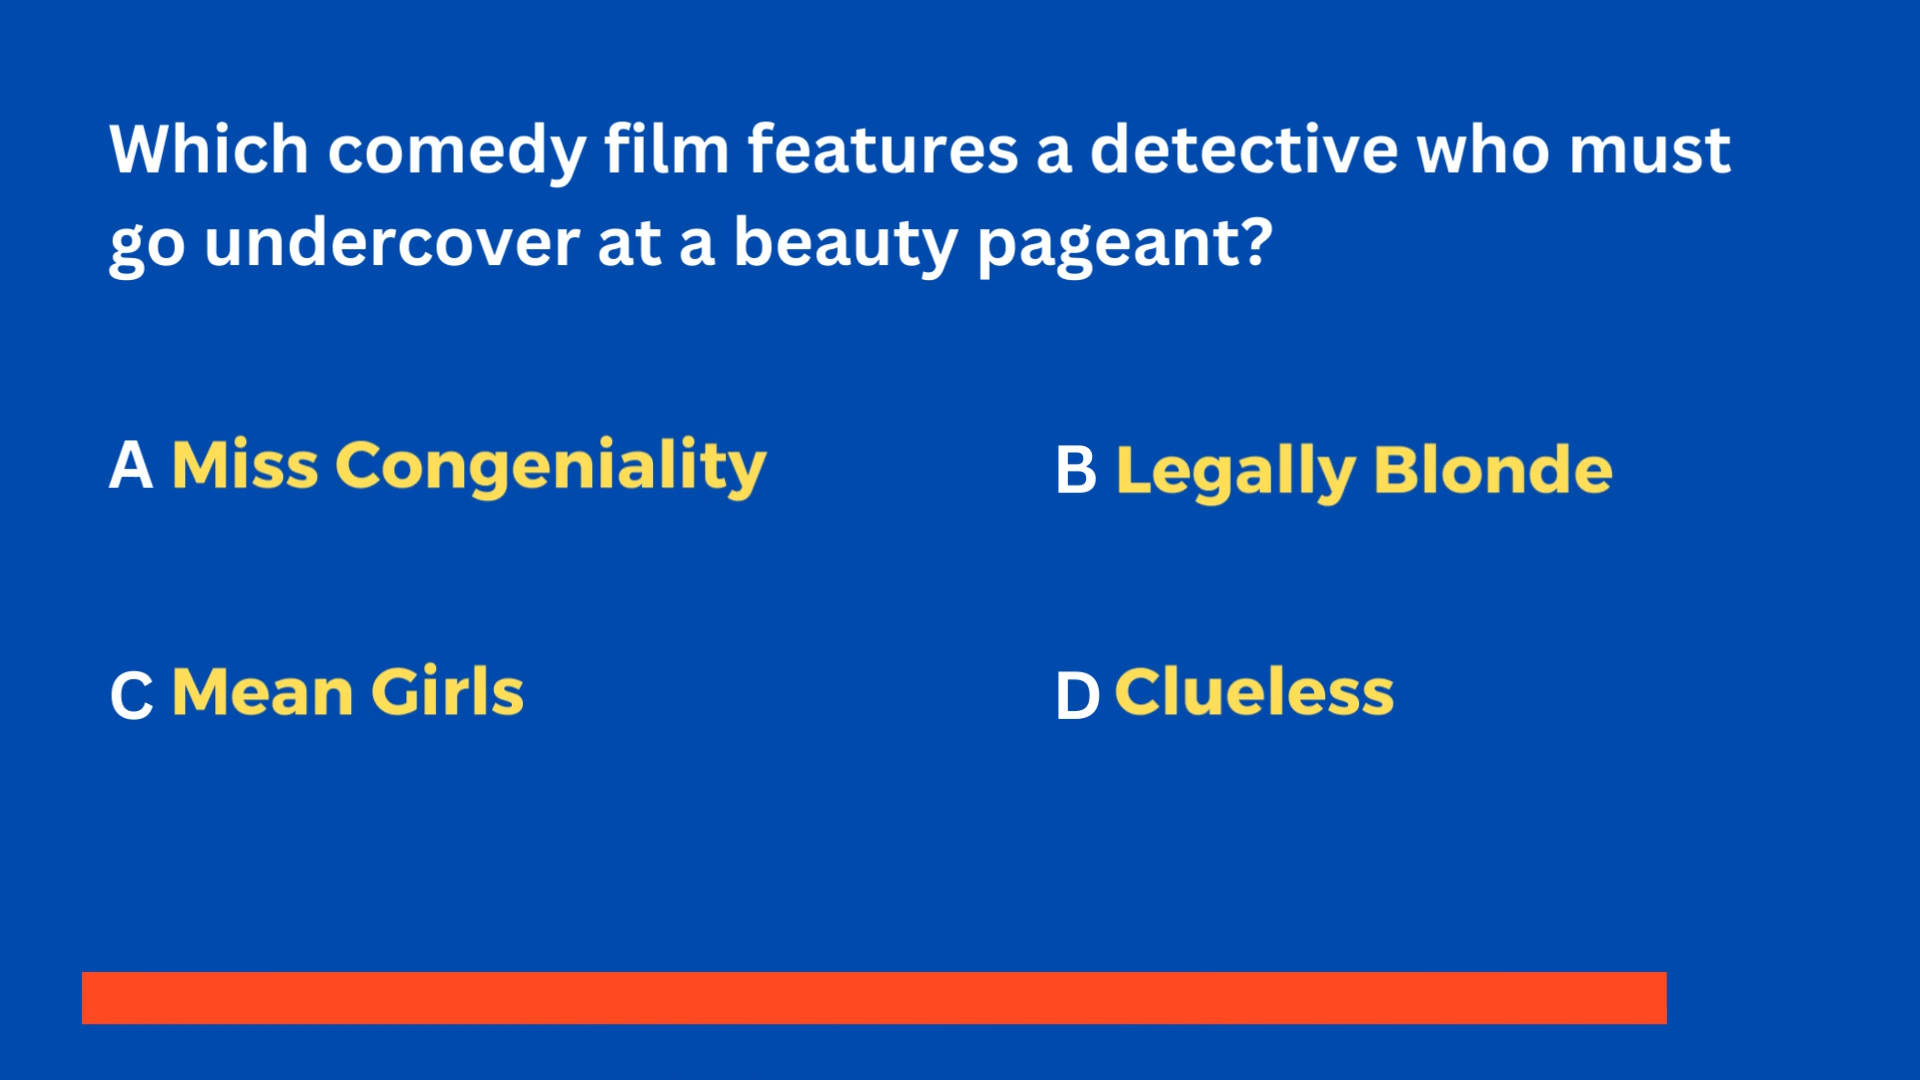 Which comedy film features a detective who must
go undercover at a beauty pageant?
A Miss Congeniality
B Legally Blonde
C Mean Girls
D Clueless